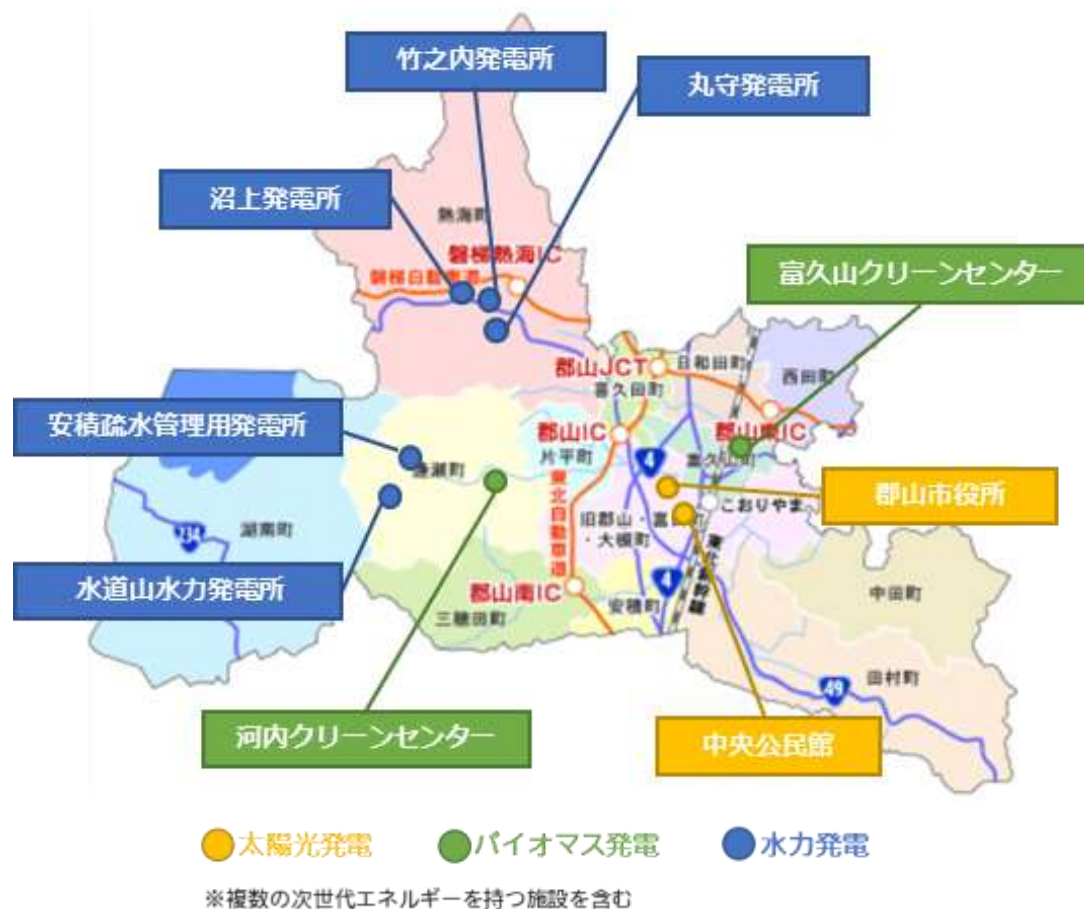 竹之内発電所
丸守発電所
沼上発電所
熱海町
磐梯熱海IC
磐梯自動車道
富久山クリーンセンター
郡山JCT
日和田町
西田町
喜久田町
安積疏水管理用発電所
郡山IC
片平町
4
郡山東IC
富久山町
逢瀬町
郡山市役所
こおりやま
234
湖南町
東北自動車道
旧郡山・富田町
・大槻町
東北新幹線
水道山水力発電所
郡山南IC
4
安積町
中田町
三穂田町
田村町
49
河内クリーンセンター
中央公民館
太陽光発電
バイオマス発電
水力発電
※複数の次世代エネルギーを持つ施設を含む